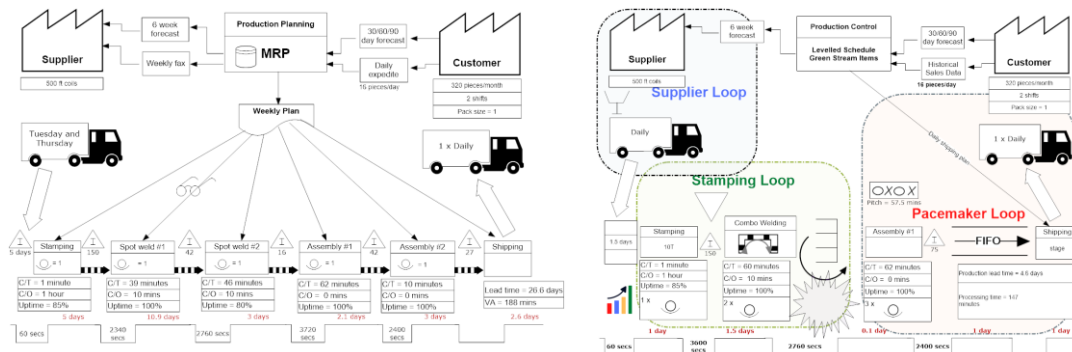 Production Planning
MRP
6 week
forecast
Weekly fax
30/60/90
day forecast
Daily
expedite
16 pieces/day
Supplier
500 ft coils
Customer
320 pieces/month
2 shifts
Pack size = 1
Weekly Plan
Tuesday and
Thursday
1 x Daily
I
5 days
Stamping
= 1
C/T = 1 minute
C/O = 1 hour
Uptime = 85%
5 days
I
150
Spot weld #1
= 1
C/T = 39 minutes
C/O = 10 mins
Uptime = 100%
10.9 days
I
42
Spot weld #2
= 1
C/T = 46 minutes
C/O = 10 mins
Uptime = 80%
3 days
I
16
Assembly #1
= 1
C/T = 62 minutes
C/O = 0 mins
Uptime = 100%
2.1 days
I
42
Assembly #2
= 1
C/T = 10 minutes
C/O = 0 mins
Uptime = 100%
3 days
I
27
Shipping
Lead time = 26.6 days
VA = 188 mins
2.6 days
60 secs
2340
secs
2760 secs
3720
secs
2400
secs
Supplier
500 ft coils
Supplier Loop
Daily
6 week
forecast
Production Control
Levelled Schedule
Green Stream Items
30/60/90
day forecast
Historical
Sales Data
16 pieces/day
Customer
320 pieces/month
2 shifts
Pack size = 1
1 x Daily
Daily shipping plan
Stamping Loop
1.5 days
Stamping
10T
C/T = 1 minute
C/O = 1 hour
Uptime = 85%
1 x
1 day
I
150
Combo Welding
C/T = 60 minutes
C/O = 10 mins
Uptime = 100%
2 x
1.5 days
OXOX
Pitch = 57.5 mins
Pacemaker Loop
Assembly #1
C/T = 62 minutes
C/O = 0 mins
Uptime = 100%
3 x
0.1 day
I
75
FIFO
Shipping
stage
Production lead time = 4.6 days
Processing time = 147
minutes
1 day
1 day
60 secs
3600
secs
2760 secs
2400 secs